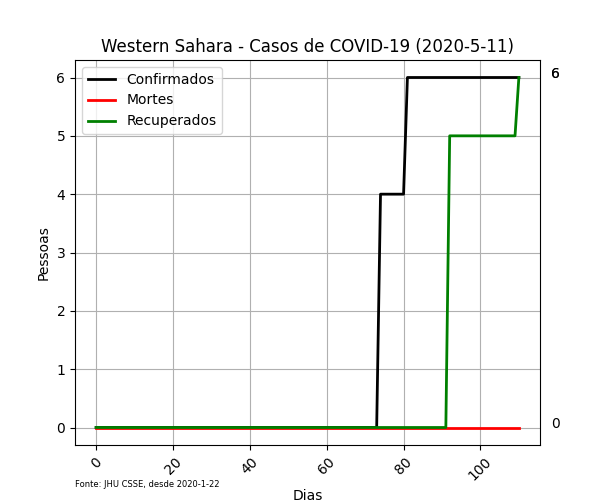 Western Sahara - Casos de COVID-19 (2020-5-11)
Confirmados
Mortes
Recuperados
6
5
4
3
2
1
0
6
0
Pessoas
0 20 40 60 80 100
Fonte: JHU CSSE, desde 2020-1-22
Dias